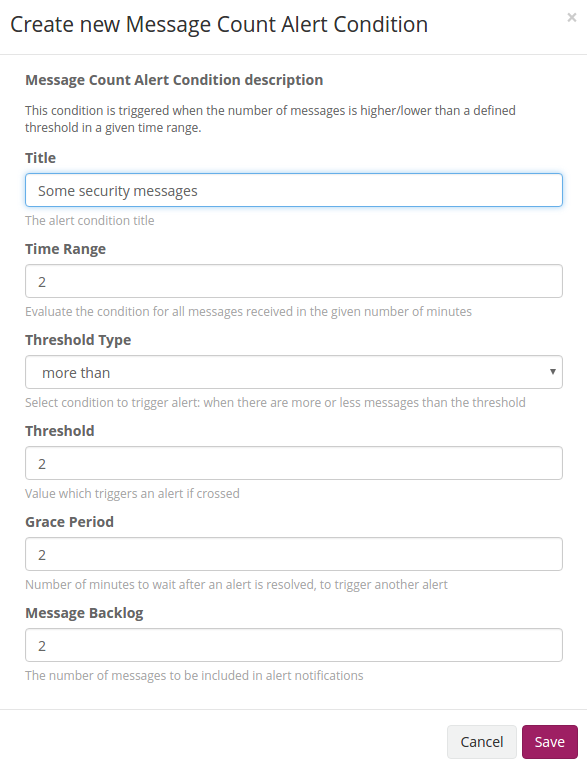 Create new Message Count Alert Condition
×
Message Count Alert Condition description
This condition is triggered when the number of messages is higher/lower than a defined
threshold in a given time range.
Title
Some security messages
The alert condition title
Time Range
2
Evaluate the condition for all messages received in the given number of minutes
Threshold Type
more than
Select condition to trigger alert: when there are more or less messages than the threshold
Threshold
2
Value which triggers an alert if crossed
Grace Period
2
Number of minutes to wait after an alert is resolved, to trigger another alert
Message Backlog
2
The number of messages to be included in alert notifications
Cancel
Save